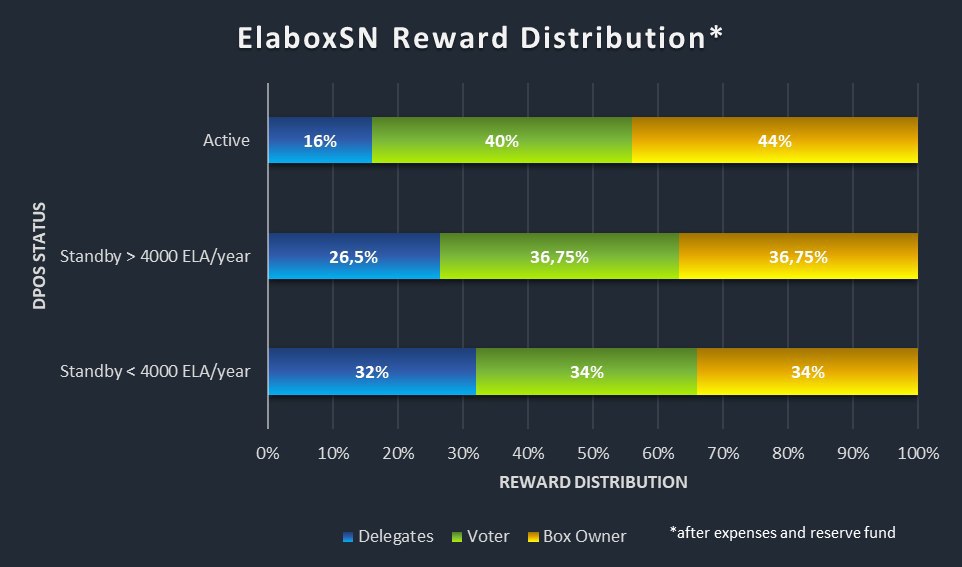 ElaboxSN Reward Distribution*
DPOS STATUS
Active
16%
40%
44%
Standby > 4000 ELA/year
26,5%
36,75%
36,75%
Standby < 4000 ELA/year
32%
34%
34%
0% 10% 20% 30% 40% 50% 60% 70% 80% 90% 100%
REWARD DISTRIBUTION
Delegates Voter Box Owner
*after expenses and reserve fund